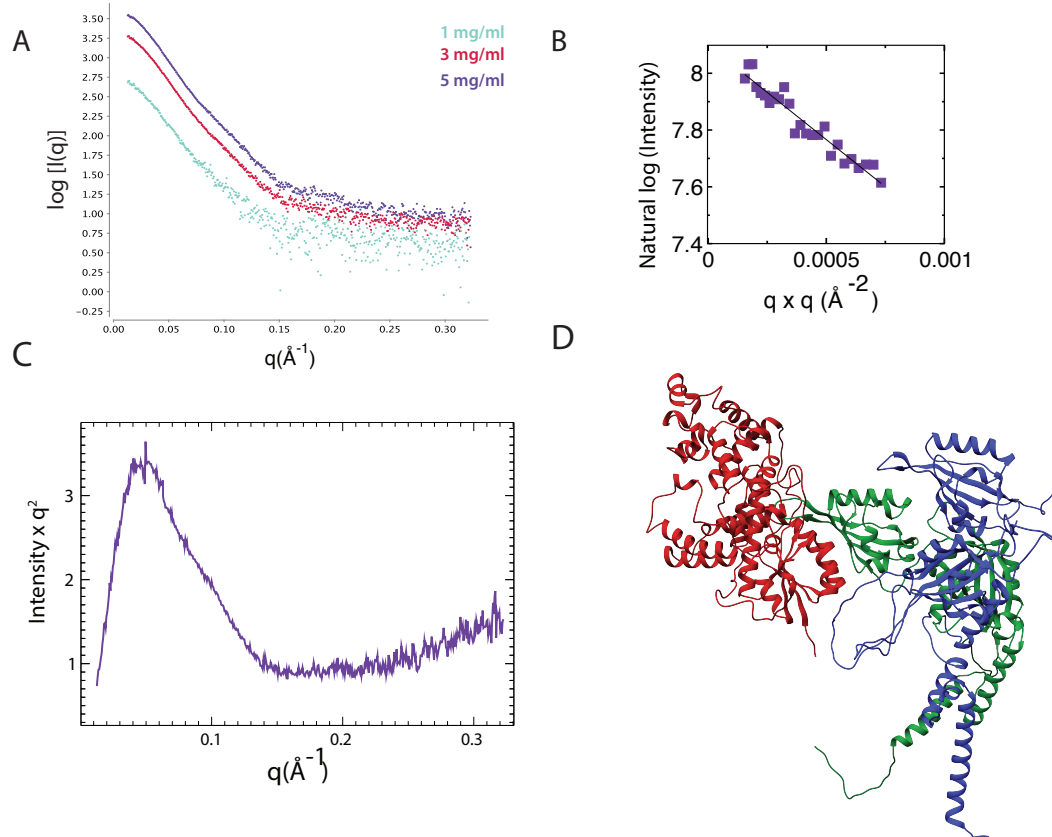 A
1 mg/ml
3 mg/ml
5 mg/ml
log [I(q)]
3.50
3.25
3.00
2.75
2.50
2.25
2.00
1.75
1.50
1.25
1.00
0.75
0.50
0.25
0.00
−0.25
0.00
0.05
0.10
0.15
0.20
0.25
0.30
q(Å⁻¹)
B
Natural log (Intensity)
8
7.8
7.6
7.4
0
0.0005
0.001
q x q (Å⁻²)
C
Intensity x q²
3
2
1
0.1
0.2
0.3
q(Å⁻¹)
D